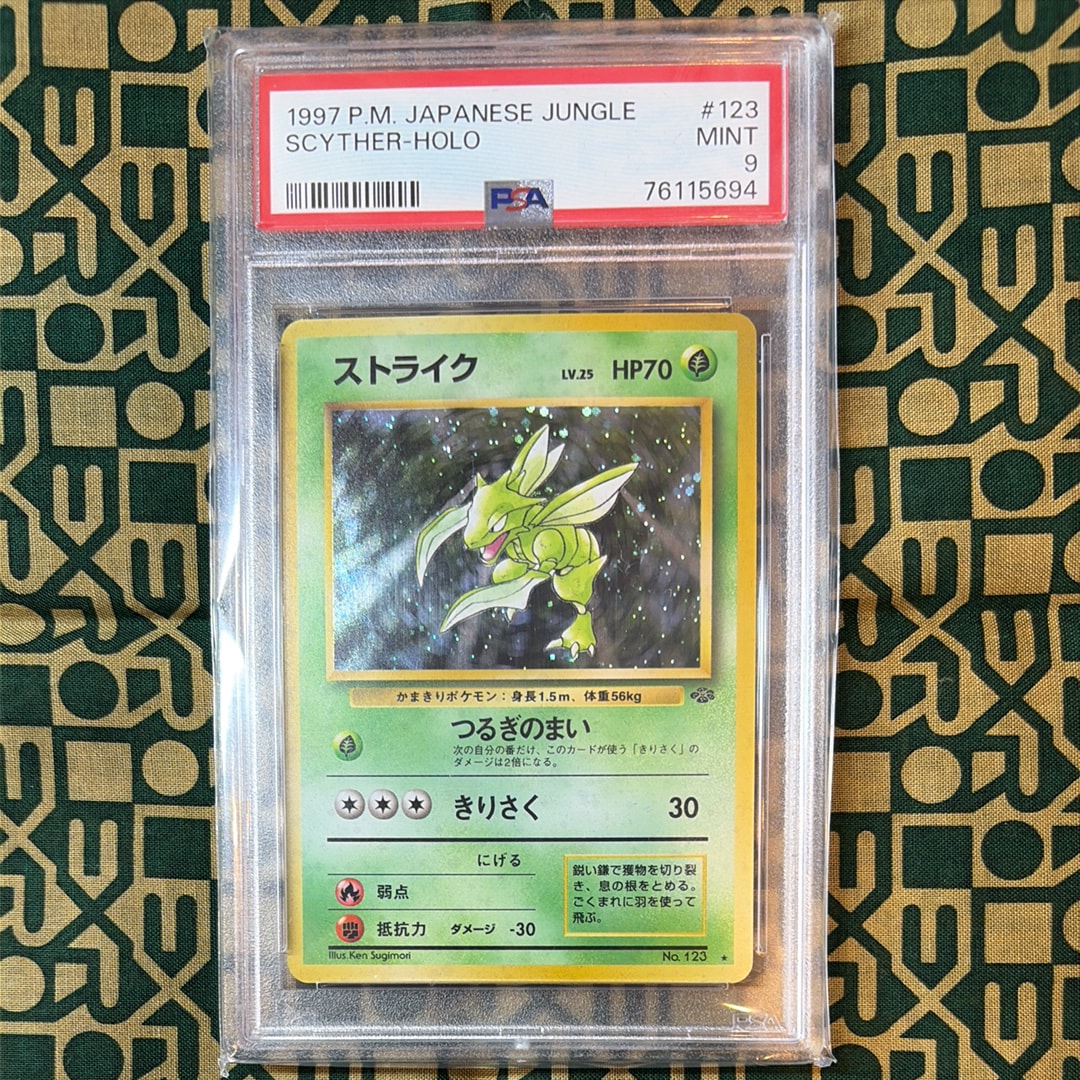 1997 P.M. JAPANESE JUNGLE #123
SCYTHER-HOLO MINT
9
PSA 76115694
ストライク LV.25 HP70
かまきりポケモン：身長1.5m、体重56kg
つるぎのまい
次の自分の番だけ、このカードが使う「きりさく」の
ダメージは2倍になる。
きりさく 30
にげる
弱点
抵抗力 ダメージ -30
鋭い鎌で獲物を切り裂
き、息の根をとめる。
ごくまれに羽を使って
飛ぶ。
Illus.Ken Sugimori No. 123 ★
PSA